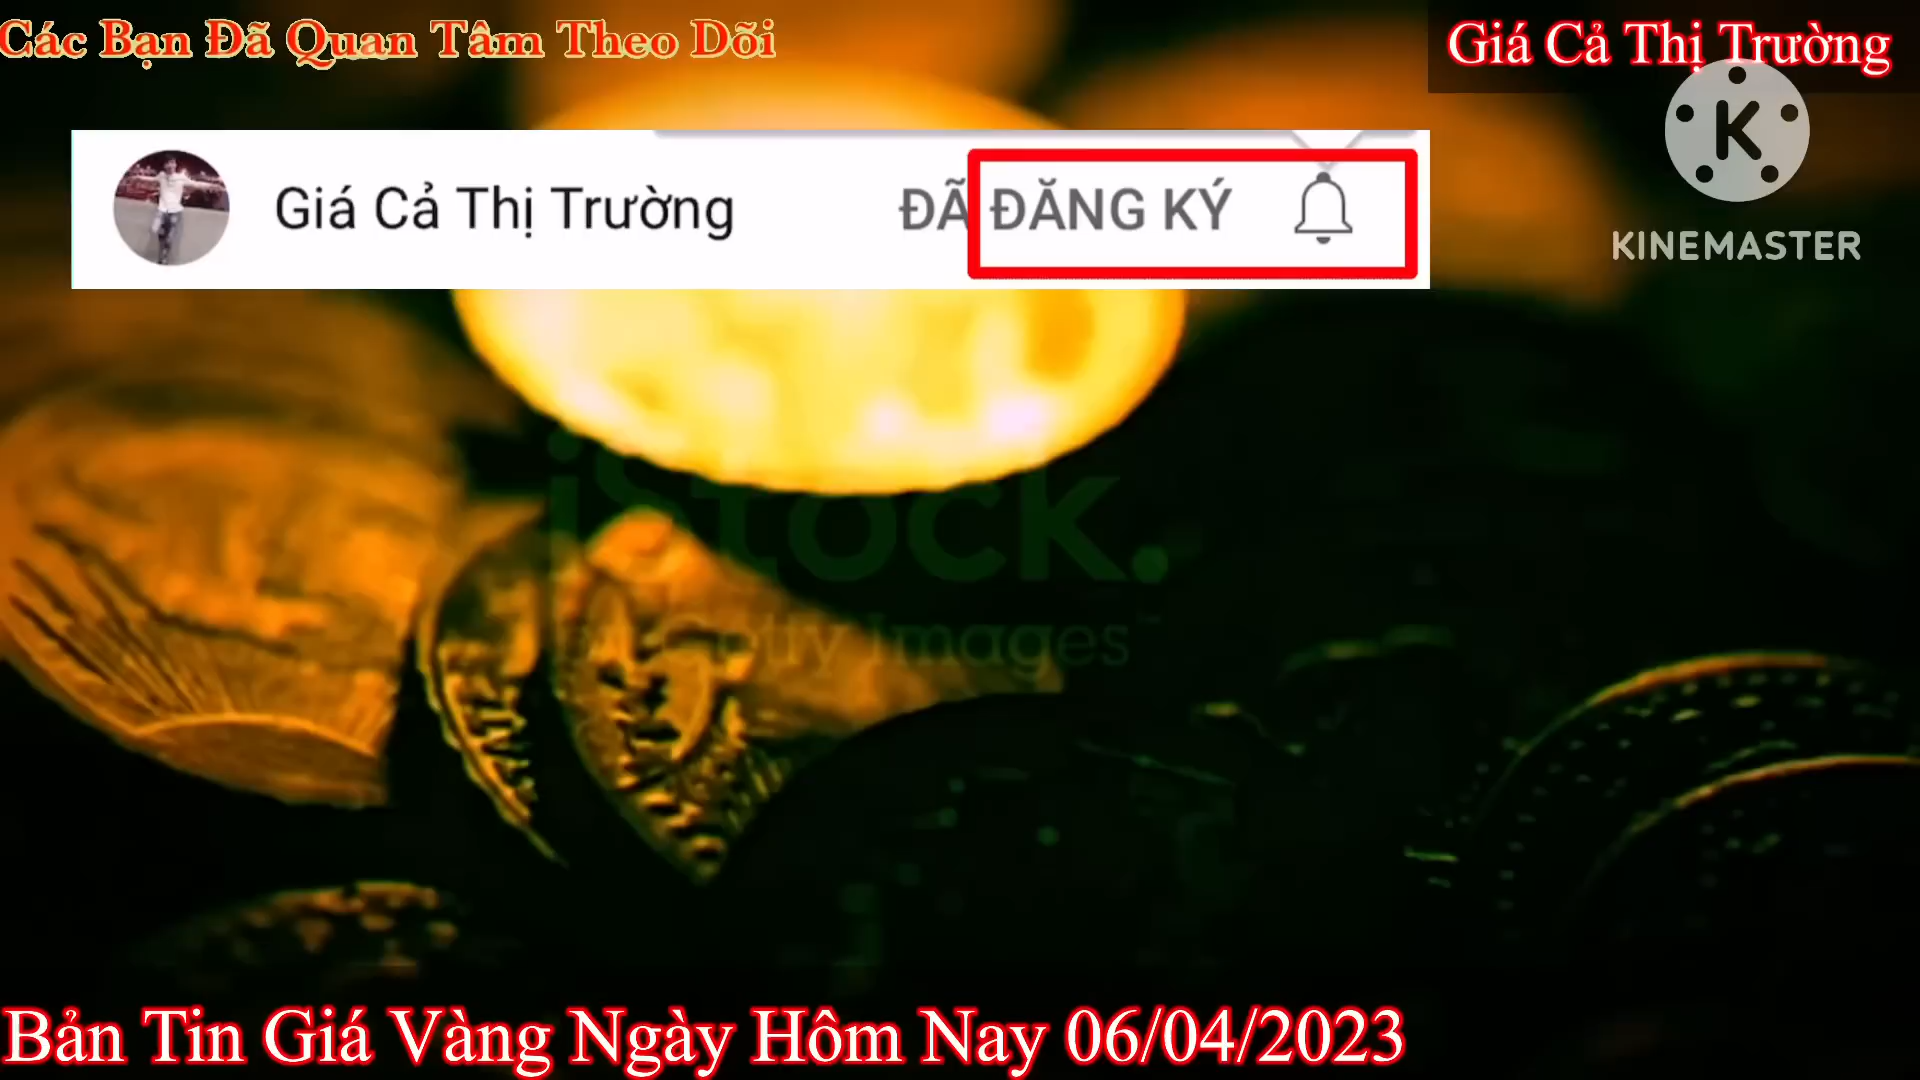 Các Bạn Đã Quan Tâm Theo Dõi
Giá Cả Thị Trường
K
KINEMASTER
Giá Cả Thị Trường
ĐÃ ĐĂNG KÝ
iStock.
Getty Images
Bản Tin Giá Vàng Ngày Hôm Nay 06/04/2023